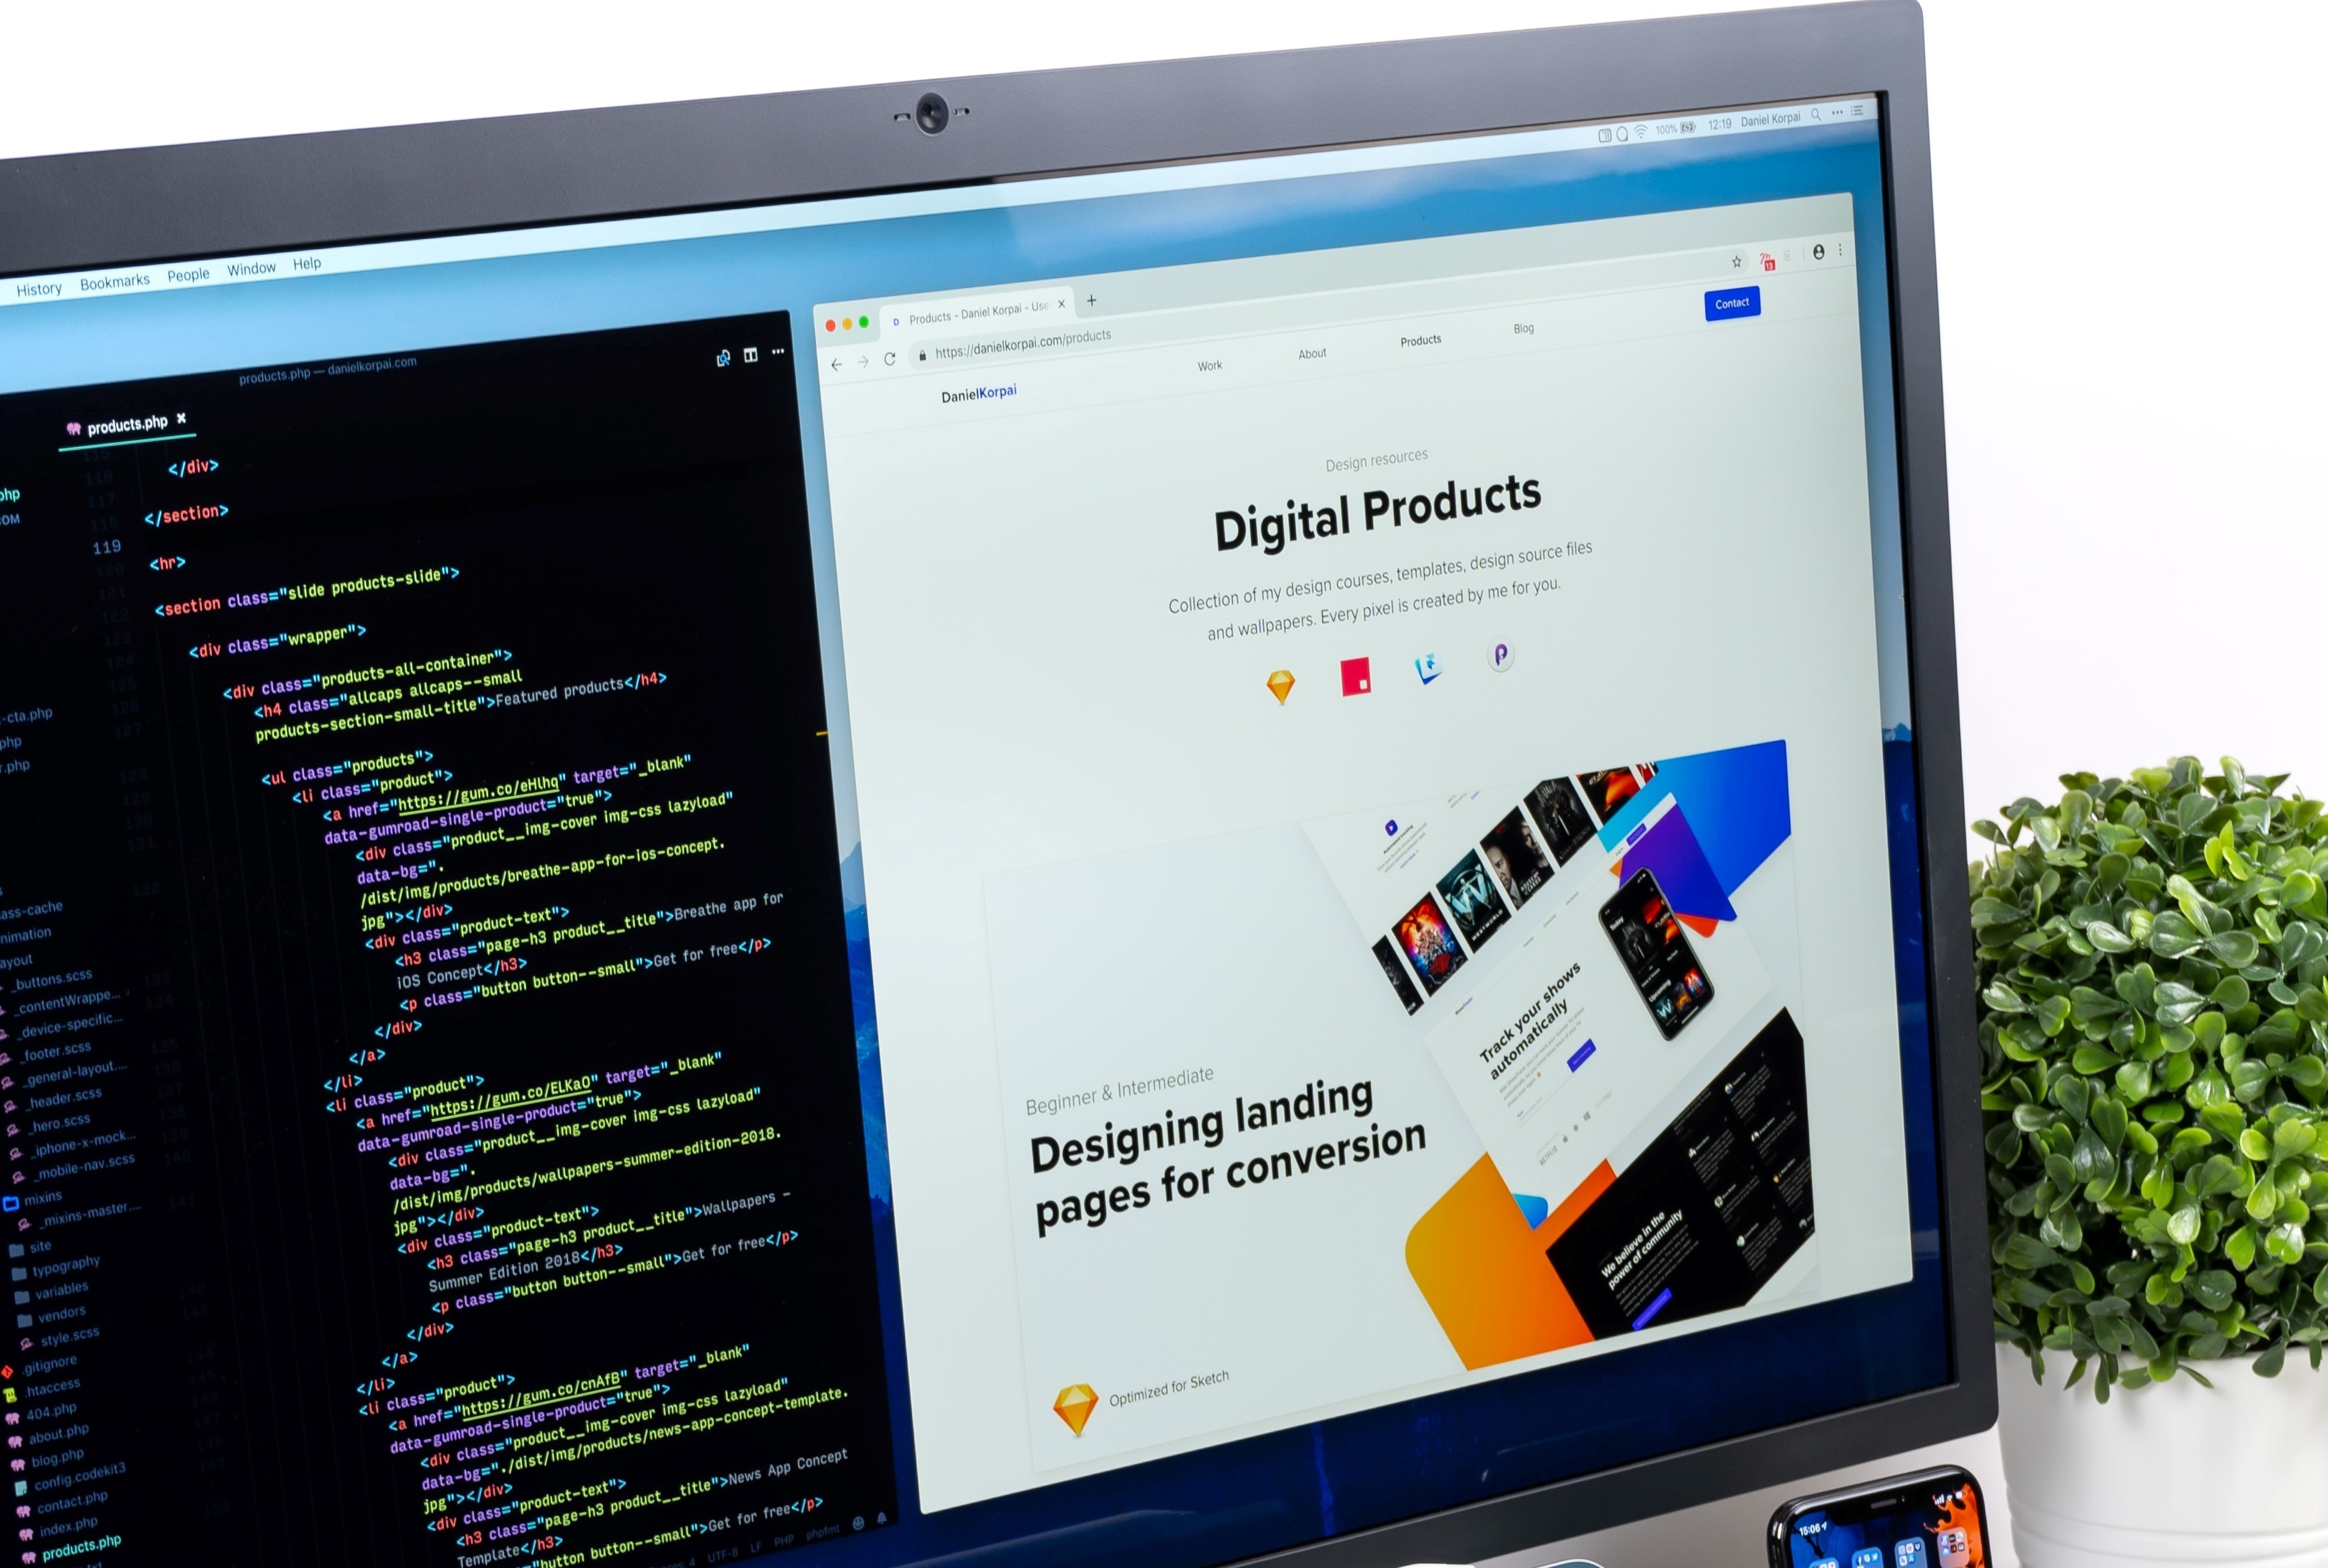 History Bookmarks People Window Help
100% 12:19 Daniel Korpai
products.php — danielkorpai.com
products.php
119
</div>
</section>
<hr>
<section class="slide products-slide">
<div class="wrapper">
<div class="products-all-container">
<h4 class="allcaps allcaps--small
products-section-small-title">Featured products</h4>
<ul class="products">
<li class="product">
<a href="https://gum.co/eHlhq" target="_blank"
data-gumroad-single-product="true">
<div class="product__img-cover img-css lazyload"
data-bg=".
/dist/img/products/breathe-app-for-ios-concept.
jpg"></div>
<div class="product-text">
<h3 class="page-h3 product__title">Breathe app for
iOS Concept</h3>
<p class="button button--small">Get for free</p>
</div>
</a>
</li>
<li class="product">
<a href="https://gum.co/ELKaO" target="_blank"
data-gumroad-single-product="true">
<div class="product__img-cover img-css lazyload"
data-bg=".
/dist/img/products/wallpapers-summer-edition-2018.
jpg"></div>
<div class="product-text">
<h3 class="page-h3 product__title">Wallpapers -
Summer Edition 2018</h3>
<p class="button button--small">Get for free</p>
</div>
</a>
</li>
<li class="product">
<a href="https://gum.co/cnAfB" target="_blank"
data-gumroad-single-product="true">
<div class="product__img-cover img-css lazyload"
data-bg="./dist/img/products/news-app-concept-template.
jpg"></div>
<div class="product-text">
<h3 class="page-h3 product__title">News App Concept
Template</h3>
<p class="button button--small">Get for free</p>
UTF-8 LF PHP phpfmt
-cta.php
_buttons.scss
_contentWrappe...
_device-specific...
_footer.scss
_general-layout....
_header.scss
_hero.scss
_iphone-x-mock...
_mobile-nav.scss
mixins
_mixins-master....
site
typography
variables
vendors
style.scss
.gitignore
.htaccess
404.php
about.php
blog.php
config.codekit3
contact.php
index.php
products.php
Products - Daniel Korpai - Use
https://danielkorpai.com/products
DanielKorpai
Work
About
Products
Blog
Contact
Design resources
Digital Products
Collection of my design courses, templates, design source files
and wallpapers. Every pixel is created by me for you.
Beginner & Intermediate
Designing landing
pages for conversion
Optimized for Sketch
WESTWORLD
Track your shows
automatically
Today
Upcoming
NETFLIX
We believe in the
power of community
15:06